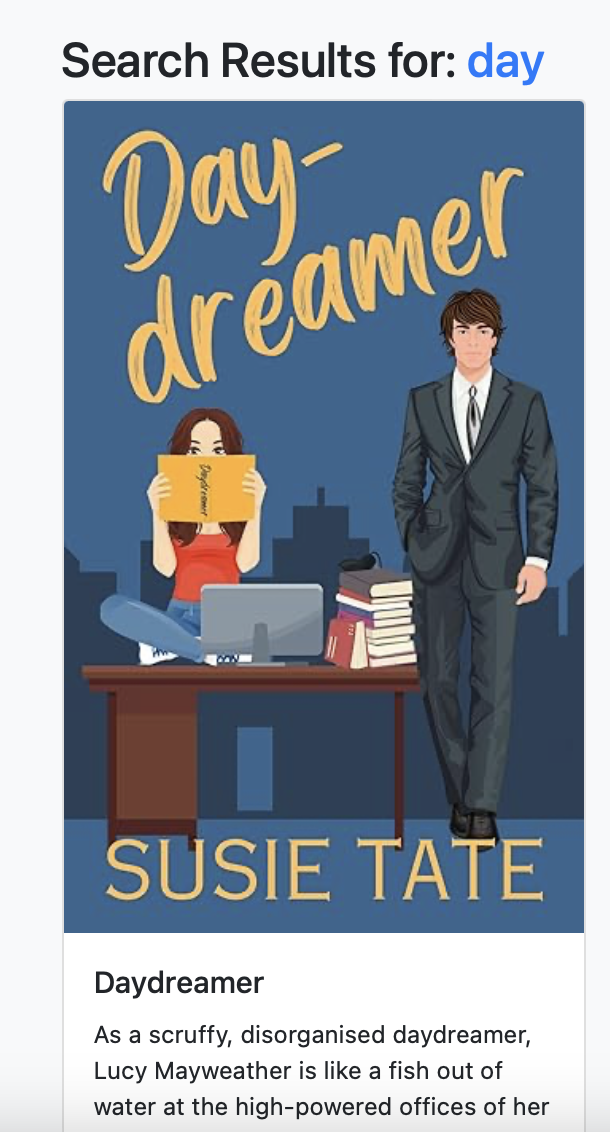 Search Results for: day
Day-
dreamer
Daydreamer
SUSIE TATE
Daydreamer
As a scruffy, disorganised daydreamer,
Lucy Mayweather is like a fish out of
water at the high-powered offices of her